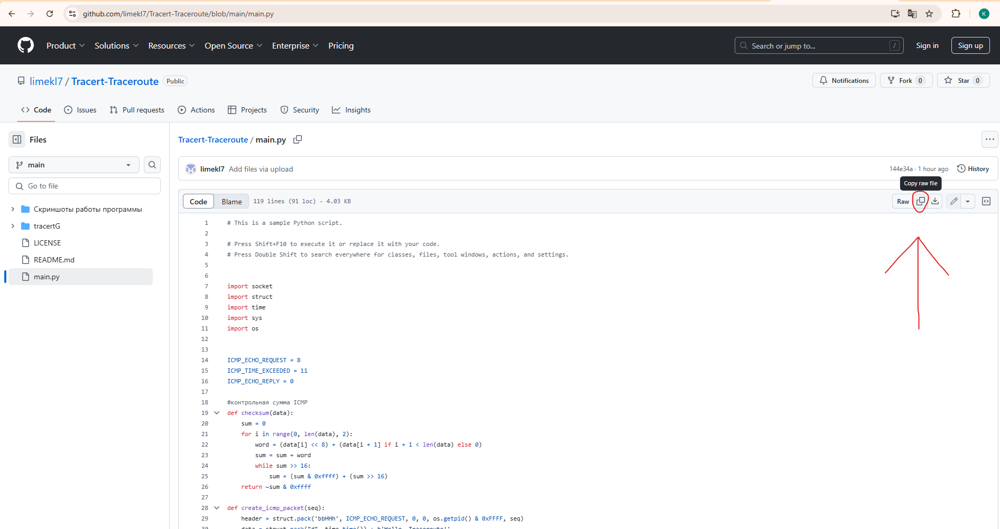 github.com/limekl7/Tracert-Traceroute/blob/main/main.py
K
Product Solutions Resources Open Source Enterprise Pricing
Search or jump to... /
Sign in
Sign up
limekl7 / Tracert-Traceroute Public
Notifications
Fork 0
Star 0
Code Issues Pull requests Actions Projects Security Insights
Files
main
Go to file
Скриншоты работы программы
tracertG
LICENSE
README.md
main.py
Tracert-Traceroute / main.py
limekl7 Add files via upload
144e34a · 1 hour ago History
Copy raw file
Code Blame 119 lines (91 loc) · 4.03 KB
Raw
1 # This is a sample Python script.
2
3 # Press Shift+F10 to execute it or replace it with your code.
4 # Press Double Shift to search everywhere for classes, files, tool windows, actions, and settings.
5
6
7 import socket
8 import struct
9 import time
10 import sys
11 import os
12
13
14 ICMP_ECHO_REQUEST = 8
15 ICMP_TIME_EXCEEDED = 11
16 ICMP_ECHO_REPLY = 0
17
18 #контрольная сумма ICMP
19 def checksum(data):
20 sum = 0
21 for i in range(0, len(data), 2):
22 word = (data[i] << 8) + (data[i + 1] if i + 1 < len(data) else 0)
23 sum = sum + word
24 while sum >> 16:
25 sum = (sum & 0xffff) + (sum >> 16)
26 return ~sum & 0xffff
27
28 def create_icmp_packet(seq):
29 header = struct.pack('bbHHh', ICMP_ECHO_REQUEST, 0, 0, os.getpid() & 0xFFFF, seq)
30 data = struct.pack("d", time.time()) + b'Hello, Traceroute!'